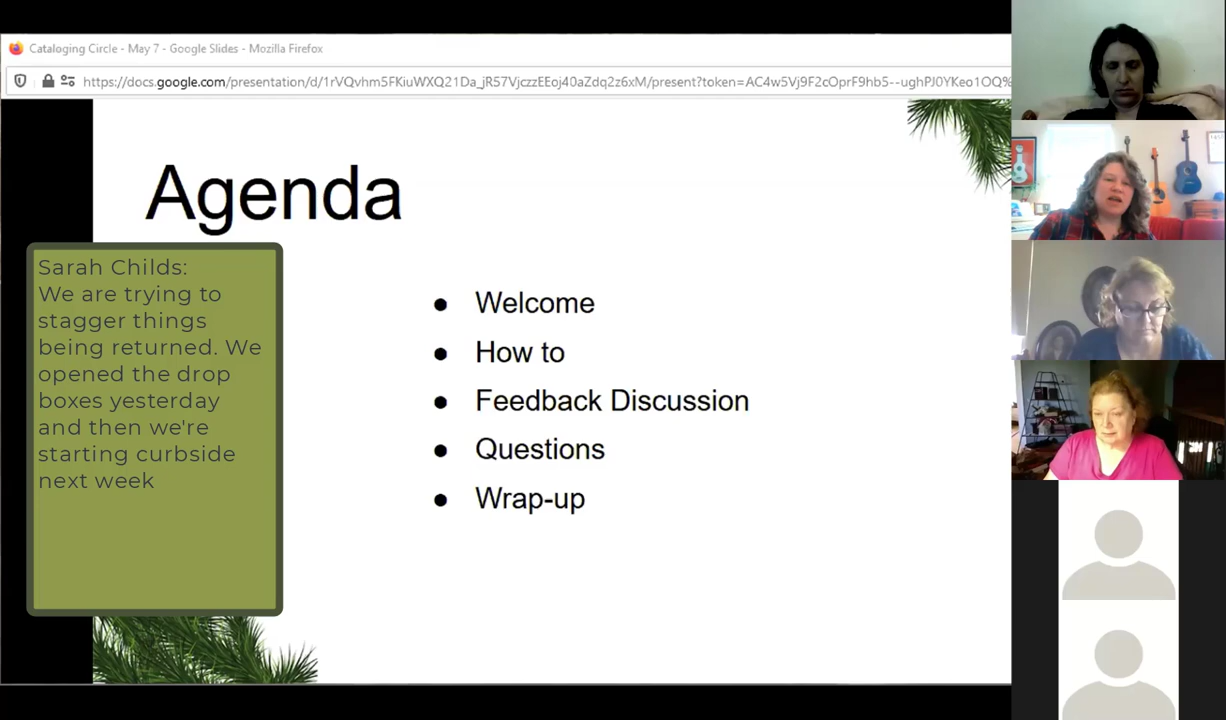 Cataloging Circle - May 7 - Google Slides - Mozilla Firefox
https://docs.google.com/presentation/d/1rVQvhm5FKiuWXQ21Da_jR57VjczzEEoj40aZdq2z6xM/present?token=AC4w5Vj9F2cOprF9hb5--ughPJ0YKeo1OQ%
Agenda
Sarah Childs:
We are trying to
stagger things
being returned. We
opened the drop
boxes yesterday
and then we're
starting curbside
next week
● Welcome
● How to
● Feedback Discussion
● Questions
● Wrap-up